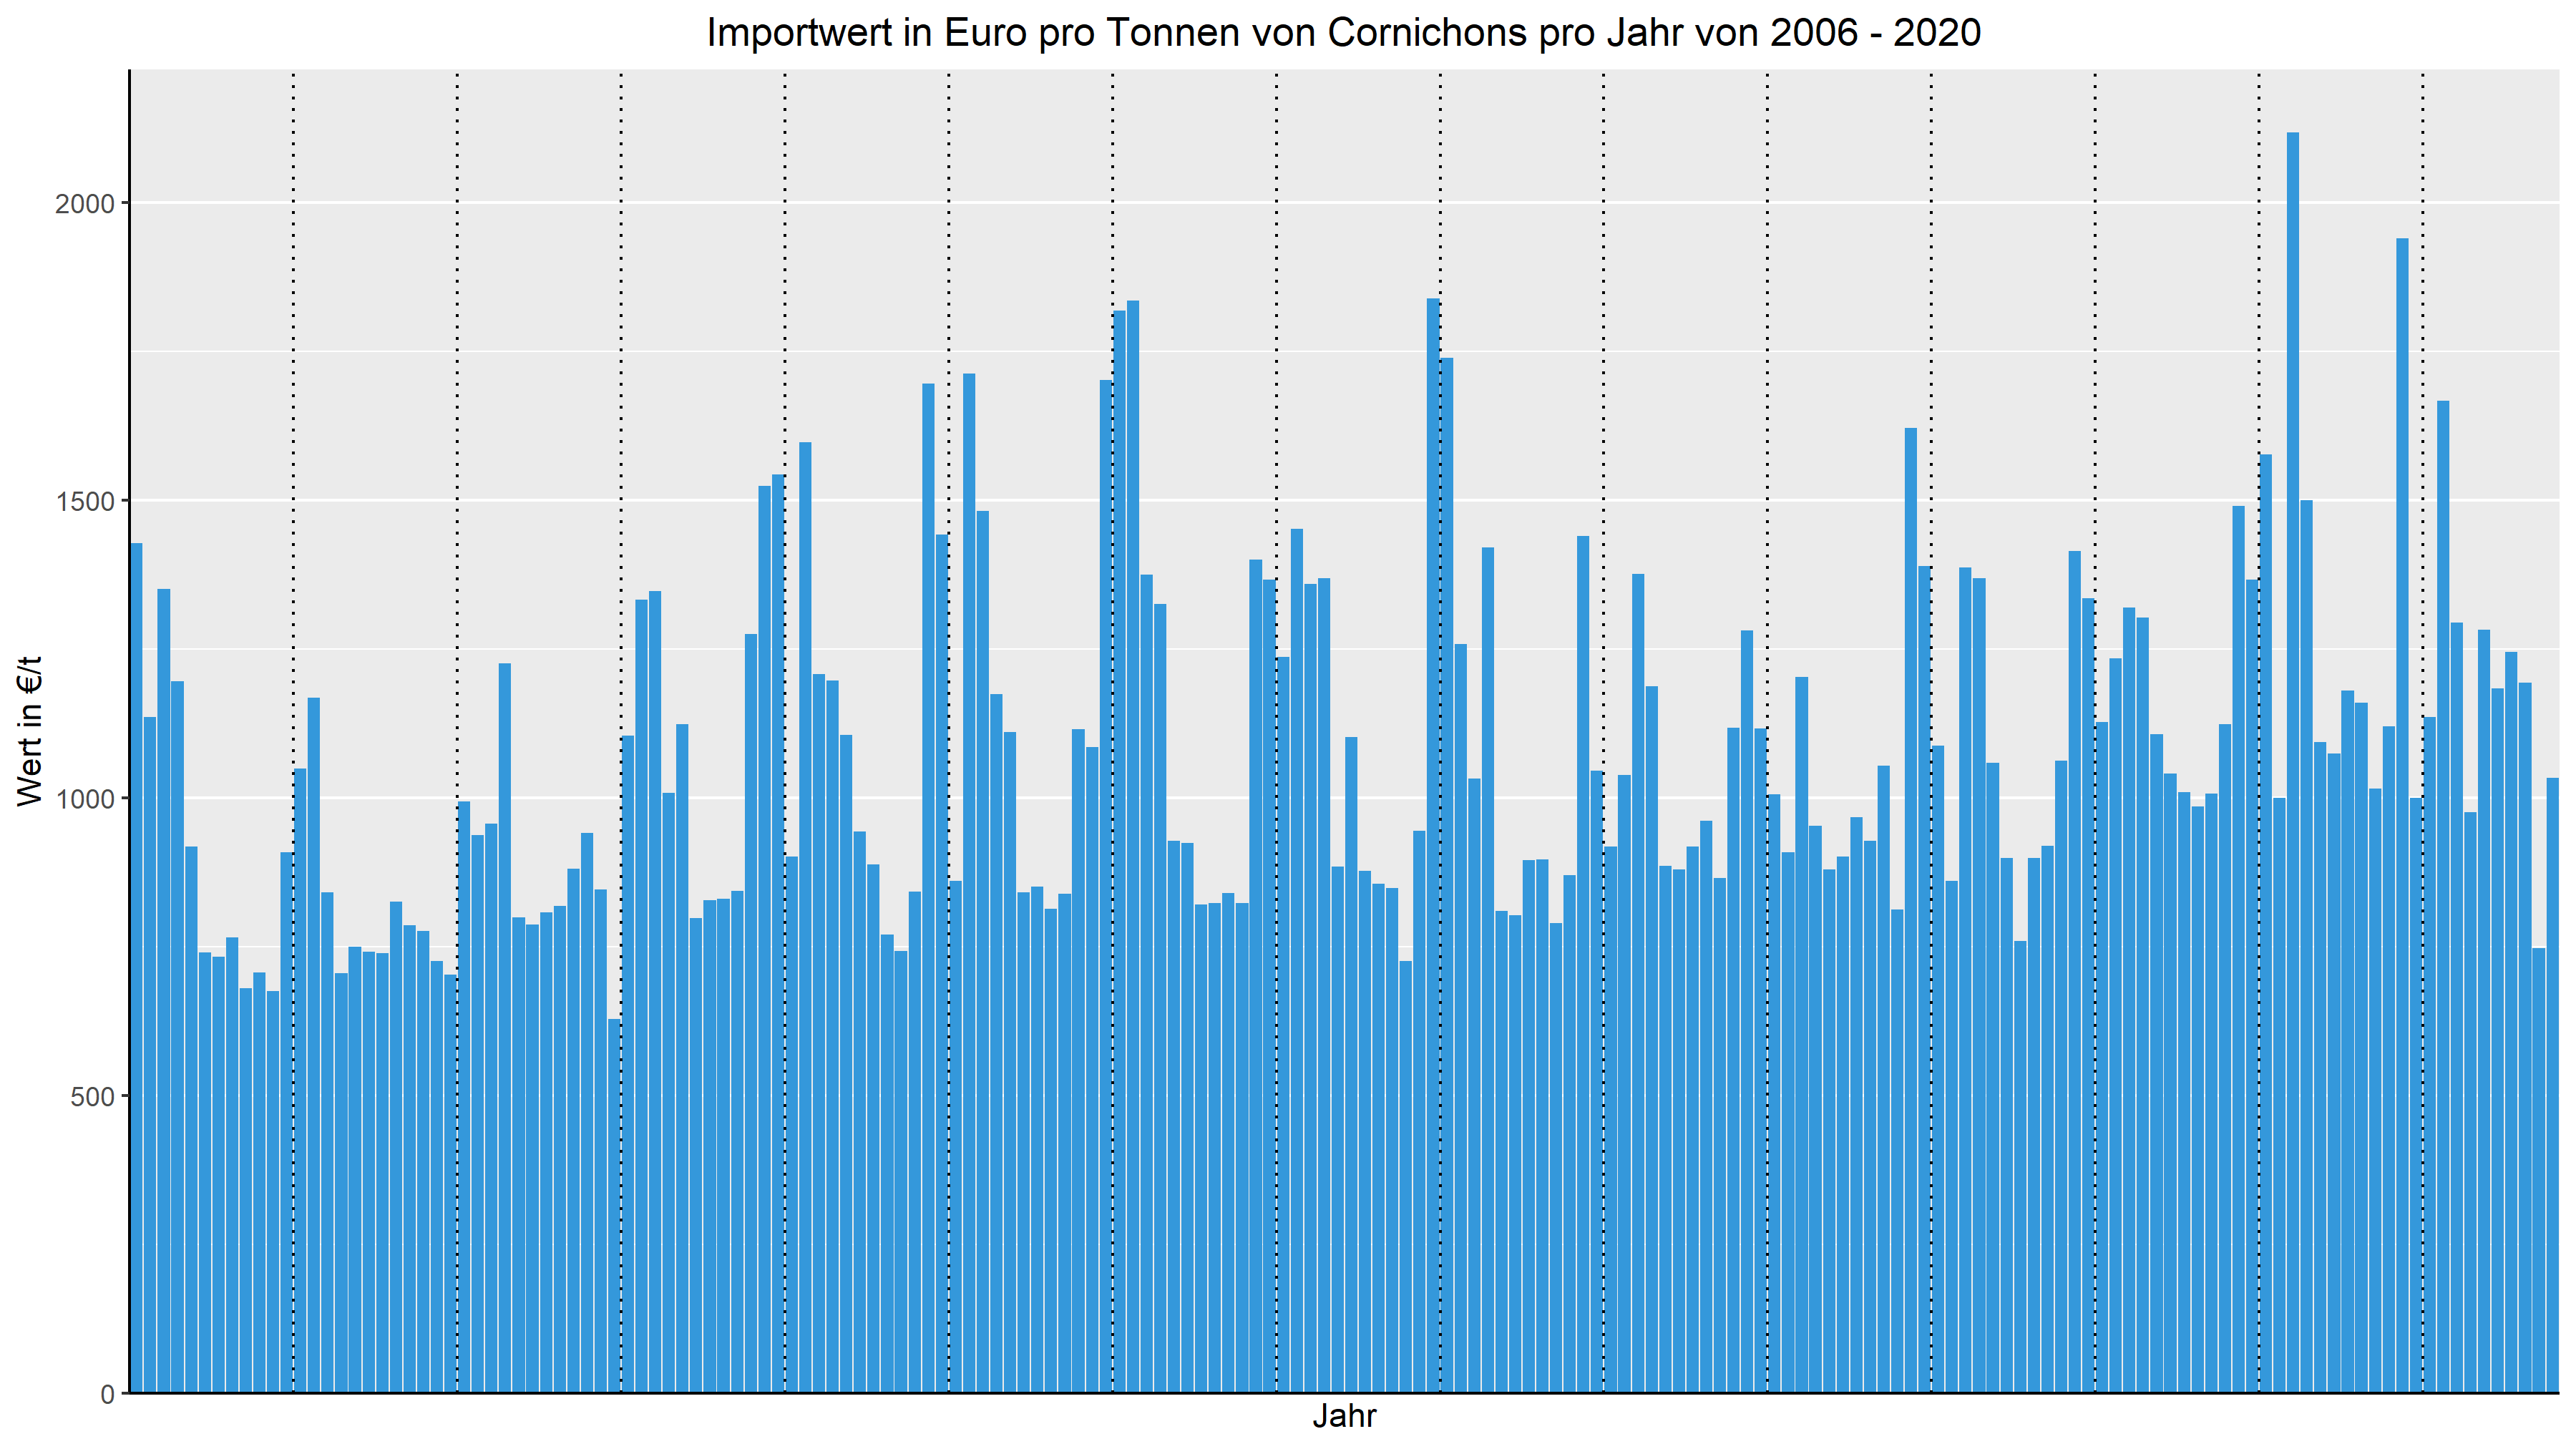 Importwert in Euro pro Tonnen von Cornichons pro Jahr von 2006 - 2020
Wert in €/t
2000
1500
1000
500
0
Jahr